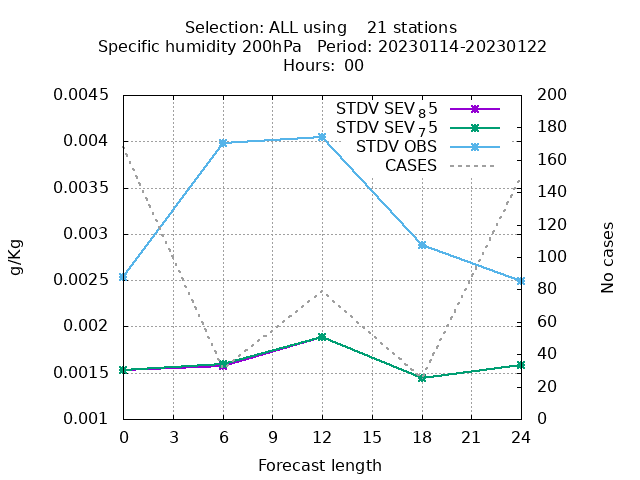 Selection: ALL using    21 stations
Specific humidity 200hPa   Period: 20230114-20230122
Hours: 00
STDV SEV 8 5
STDV SEV 7 5
STDV OBS
CASES
0.0045
0.004
0.0035
0.003
0.0025
0.002
0.0015
0.001
200
180
160
140
120
100
80
60
40
20
0
g/Kg
No cases
0 3 6 9 12 15 18 21 24
Forecast length